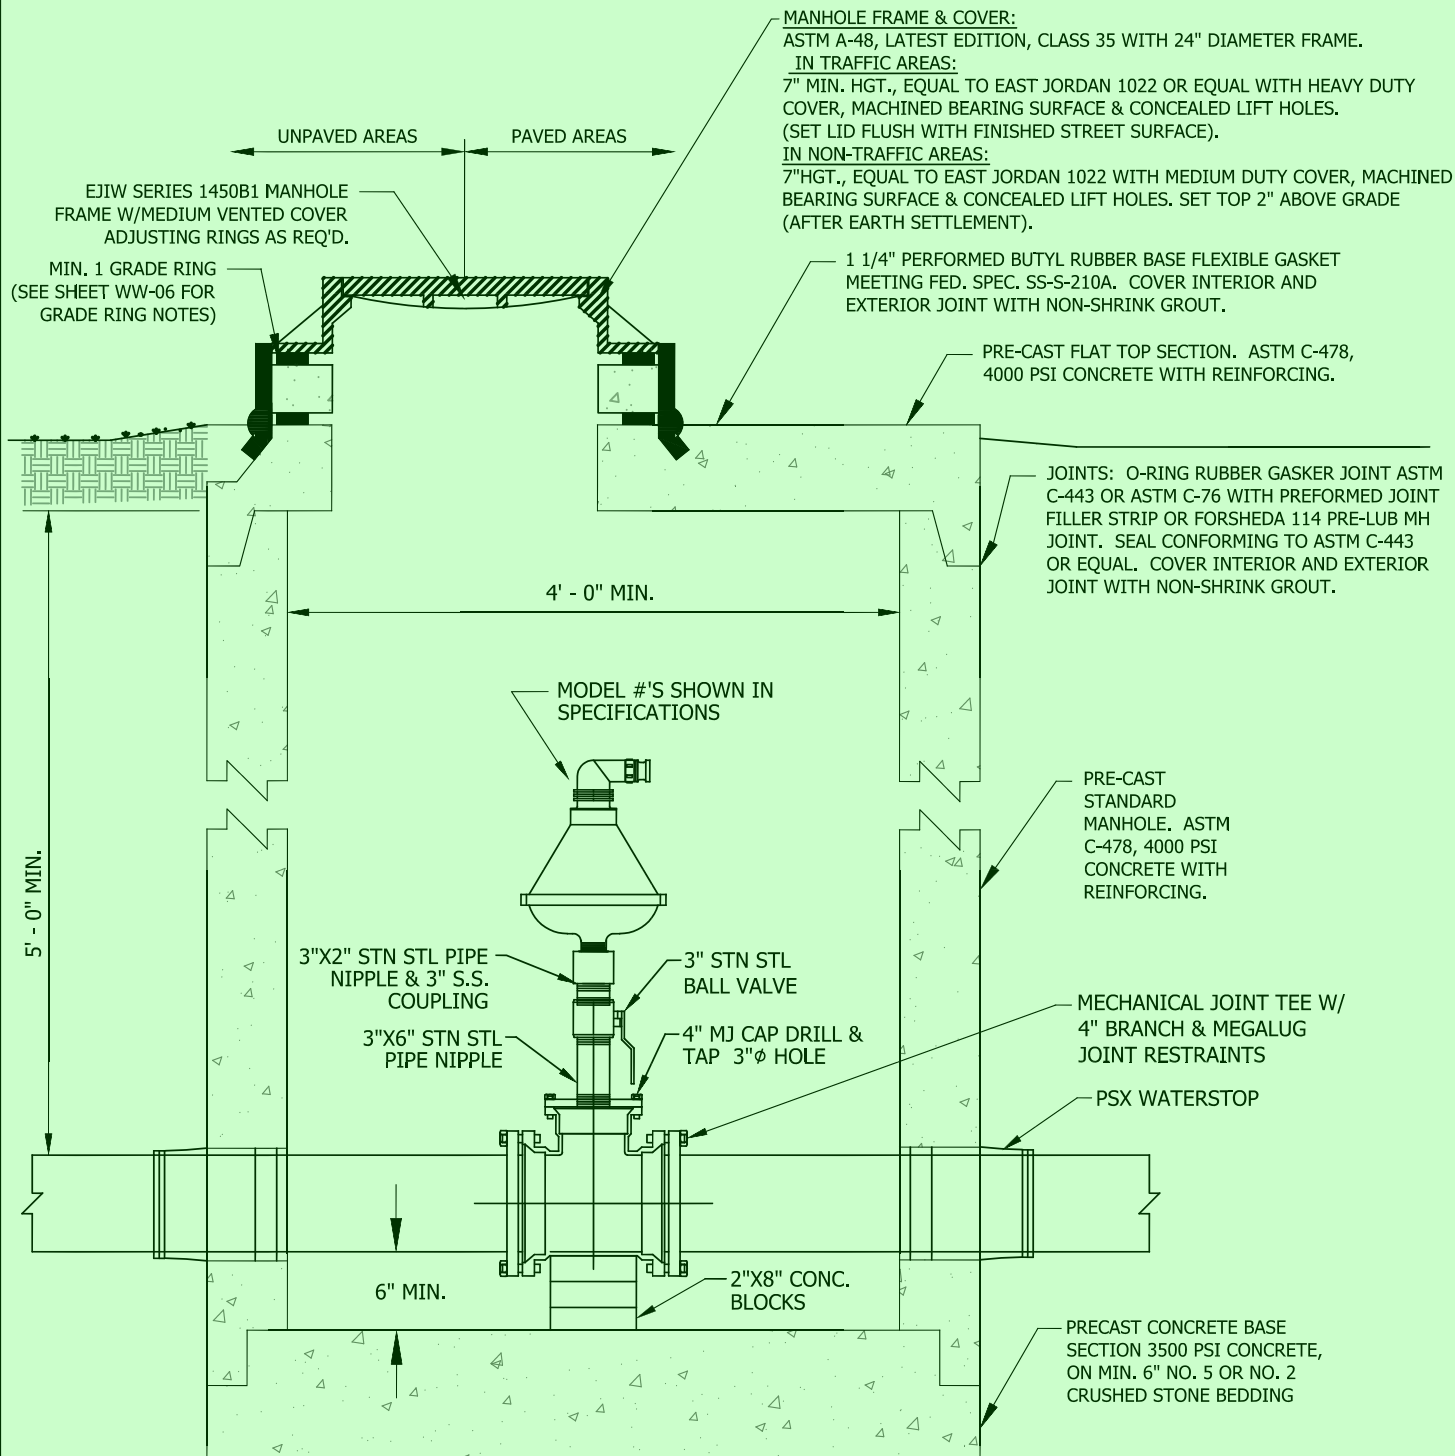 MANHOLE FRAME & COVER:
ASTM A-48, LATEST EDITION, CLASS 35 WITH 24" DIAMETER FRAME.
IN TRAFFIC AREAS:
7" MIN. HGT., EQUAL TO EAST JORDAN 1022 OR EQUAL WITH HEAVY DUTY
COVER, MACHINED BEARING SURFACE & CONCEALED LIFT HOLES.
(SET LID FLUSH WITH FINISHED STREET SURFACE).
IN NON-TRAFFIC AREAS:
7"HGT., EQUAL TO EAST JORDAN 1022 WITH MEDIUM DUTY COVER, MACHINED
BEARING SURFACE & CONCEALED LIFT HOLES. SET TOP 2" ABOVE GRADE
(AFTER EARTH SETTLEMENT).
UNPAVED AREAS
PAVED AREAS
EJIW SERIES 1450B1 MANHOLE
FRAME W/MEDIUM VENTED COVER
ADJUSTING RINGS AS REQ'D.
MIN. 1 GRADE RING
(SEE SHEET WW-06 FOR
GRADE RING NOTES)
1 1/4" PERFORMED BUTYL RUBBER BASE FLEXIBLE GASKET
MEETING FED. SPEC. SS-S-210A. COVER INTERIOR AND
EXTERIOR JOINT WITH NON-SHRINK GROUT.
PRE-CAST FLAT TOP SECTION. ASTM C-478,
4000 PSI CONCRETE WITH REINFORCING.
JOINTS: O-RING RUBBER GASKER JOINT ASTM
C-443 OR ASTM C-76 WITH PREFORMED JOINT
FILLER STRIP OR FORSHEDA 114 PRE-LUB MH
JOINT. SEAL CONFORMING TO ASTM C-443
OR EQUAL. COVER INTERIOR AND EXTERIOR
JOINT WITH NON-SHRINK GROUT.
4' - 0" MIN.
MODEL #'S SHOWN IN
SPECIFICATIONS
PRE-CAST
STANDARD
MANHOLE. ASTM
C-478, 4000 PSI
CONCRETE WITH
REINFORCING.
5' - 0" MIN.
3"X2" STN STL PIPE
NIPPLE & 3" S.S.
COUPLING
3" STN STL
BALL VALVE
3"X6" STN STL
PIPE NIPPLE
4" MJ CAP DRILL &
TAP 3"ø HOLE
MECHANICAL JOINT TEE W/
4" BRANCH & MEGALUG
JOINT RESTRAINTS
PSX WATERSTOP
6" MIN.
2"X8" CONC.
BLOCKS
PRECAST CONCRETE BASE
SECTION 3500 PSI CONCRETE,
ON MIN. 6" NO. 5 OR NO. 2
CRUSHED STONE BEDDING